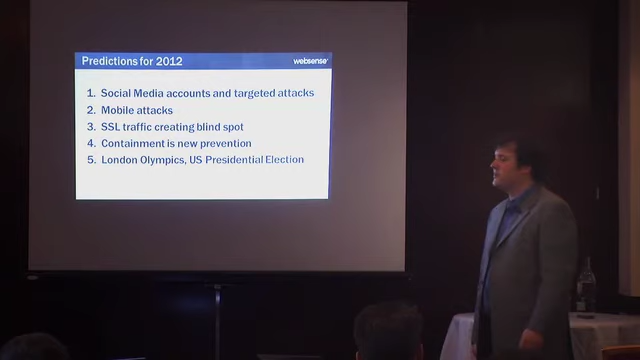 Predictions for 2012
websense
1. Social Media accounts and targeted attacks
2. Mobile attacks
3. SSL traffic creating blind spot
4. Containment is new prevention
5. London Olympics, US Presidential Election